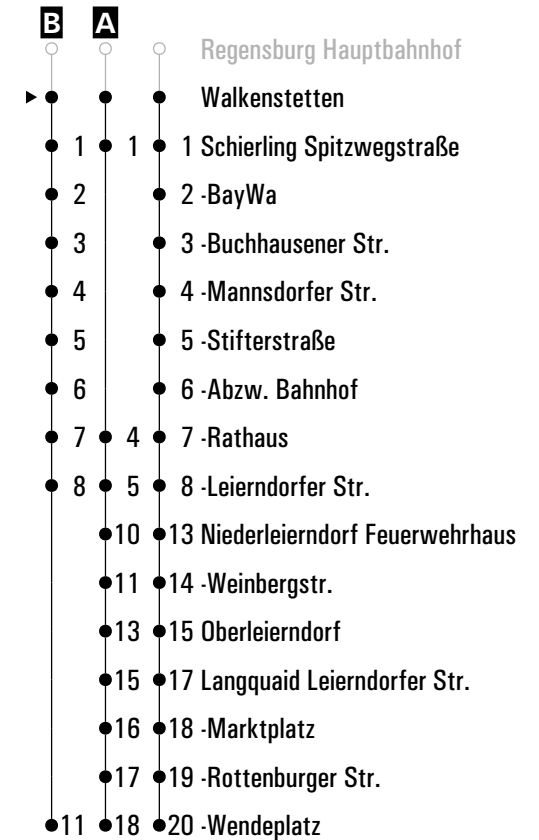 B A
Regensburg Hauptbahnhof
Walkenstetten
1 1 1 Schierling Spitzwegstraße
2 2 -BayWa
3 3 -Buchhausener Str.
4 4 -Mannsdorfer Str.
5 5 -Stifterstraße
6 6 -Abzw. Bahnhof
7 4 7 -Rathaus
8 5 8 -Leierndorfer Str.
10 13 Niederleierndorf Feuerwehrhaus
11 14 -Weinbergstr.
13 15 Oberleierndorf
15 17 Langquaid Leierndorfer Str.
16 18 -Marktplatz
17 19 -Rottenburger Str.
11 18 20 -Wendeplatz